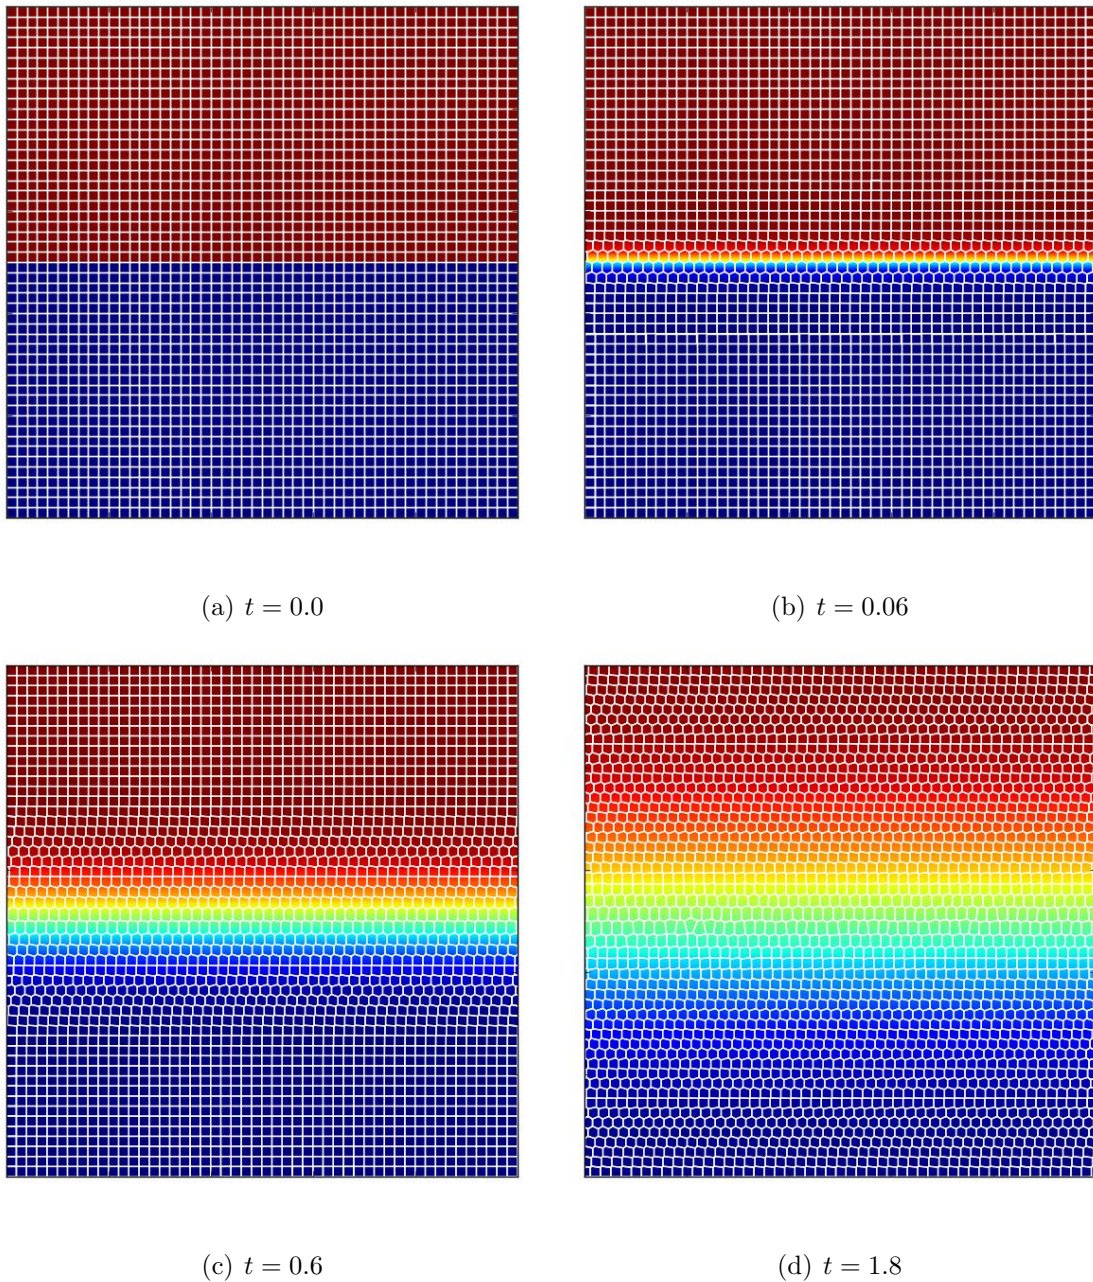 (a) t = 0.0
(b) t = 0.06
(c) t = 0.6
(d) t = 1.8